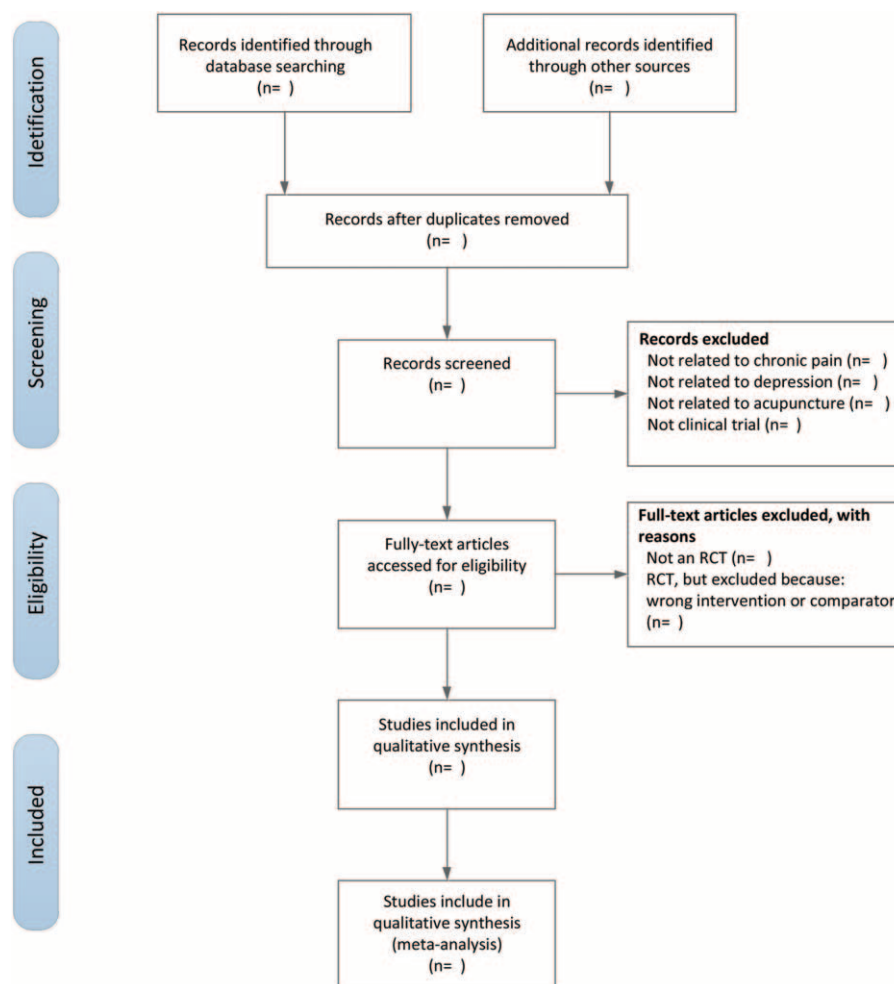 Idetification
Records identified through
database searching
(n=  )
Additional records identified
through other sources
(n=  )
Records after duplicates removed
(n=  )
Screening
Records screened
(n=  )
Records excluded
Not related to chronic pain (n=  )
Not related to depression (n=  )
Not related to acupuncture (n=  )
Not clinical trial (n=  )
Eligibility
Fully-text articles
accessed for eligibility
(n=  )
Full-text articles excluded, with
reasons
Not an RCT (n=  )
RCT, but excluded because:
wrong intervention or comparator
(n=  )
Included
Studies included in
qualitative synthesis
(n=  )
Studies include in
qualitative synthesis
(meta-analysis)
(n=  )